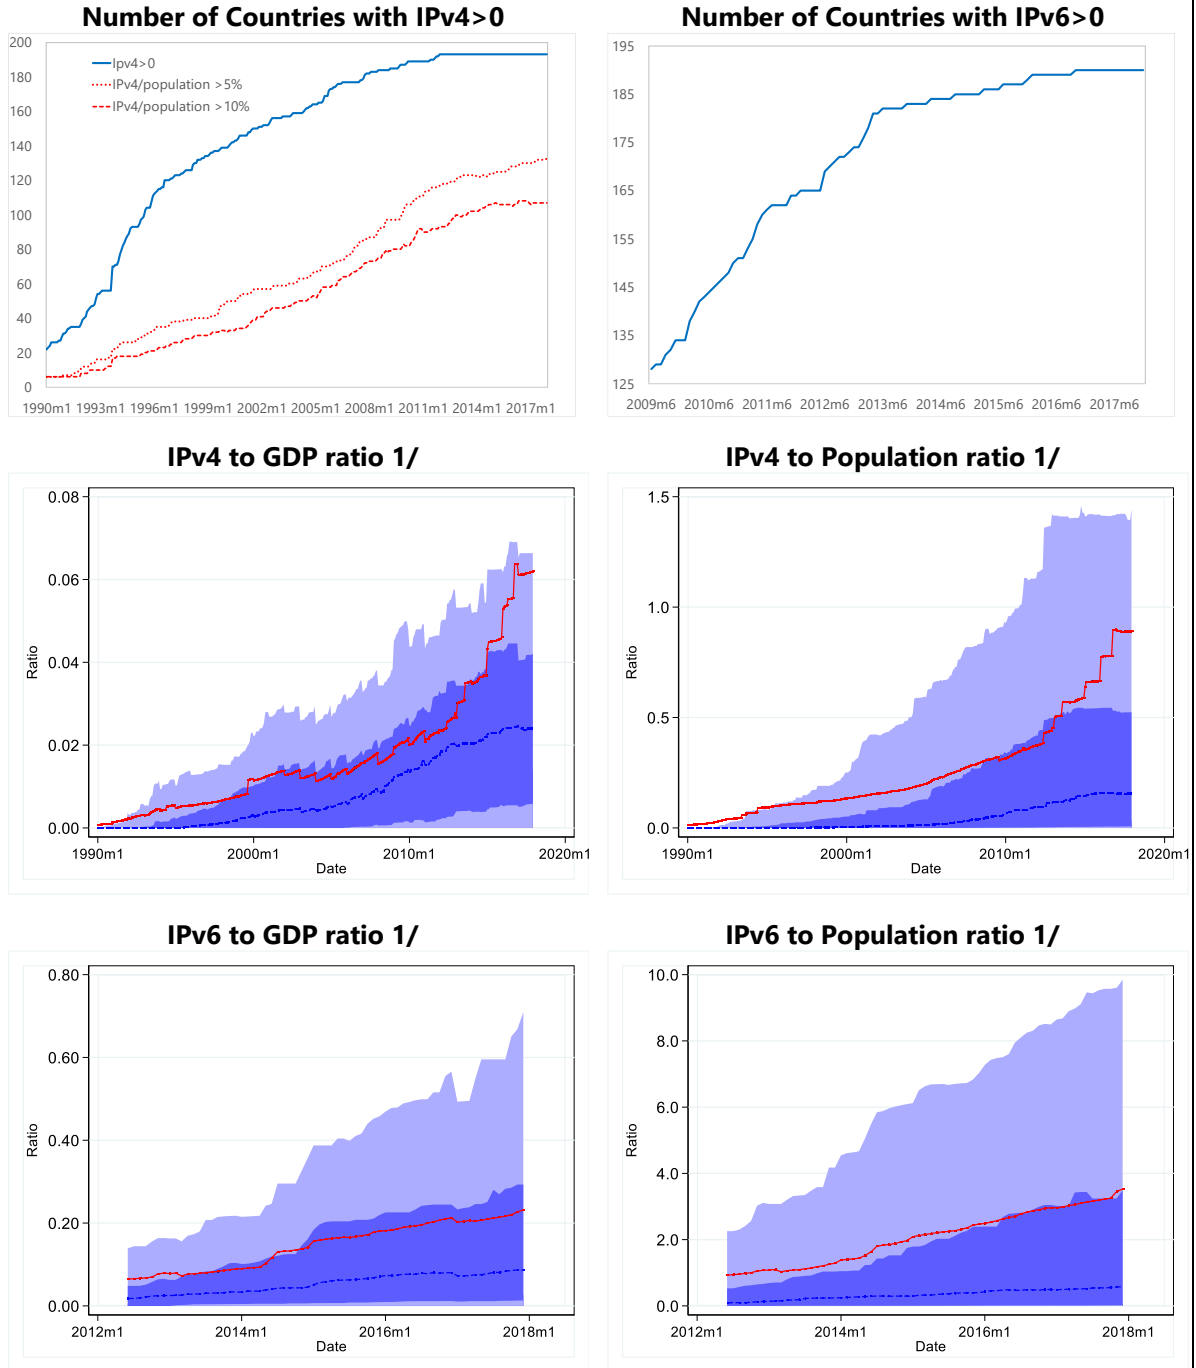 Number of Countries with IPv4>0
200
180
160
140
120
100
80
60
40
20
0
Ipv4>0
IPv4/population >5%
IPv4/population >10%
1990m1 1993m1 1996m1 1999m1 2002m1 2005m1 2008m1 2011m1 2014m1 2017m1
Number of Countries with IPv6>0
195
185
175
165
155
145
135
125
2009m6 2010m6 2011m6 2012m6 2013m6 2014m6 2015m6 2016m6 2017m6
IPv4 to GDP ratio 1/
0.08
0.06
0.04
0.02
0.00
Ratio
1990m1 2000m1 2010m1 2020m1
Date
IPv4 to Population ratio 1/
1.5
1.0
0.5
0.0
Ratio
1990m1 2000m1 2010m1 2020m1
Date
IPv6 to GDP ratio 1/
0.80
0.60
0.40
0.20
0.00
Ratio
2012m1 2014m1 2016m1 2018m1
Date
IPv6 to Population ratio 1/
10.0
8.0
6.0
4.0
2.0
0.0
Ratio
2012m1 2014m1 2016m1 2018m1
Date